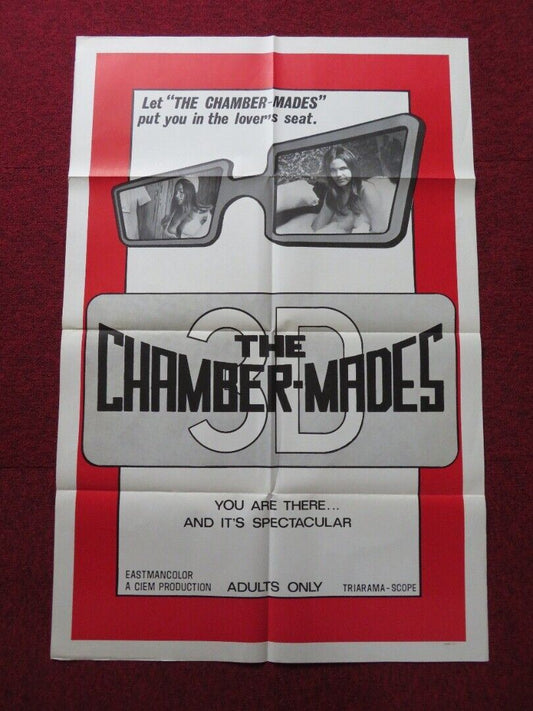 Let "THE CHAMBER-MADES"
put you in the lover's seat.
3D
THE
CHAMBER-MADES
YOU ARE THERE...
AND IT'S SPECTACULAR
EASTMANCOLOR
A CIEM PRODUCTION
ADULTS ONLY
TRIARAMA-SCOPE